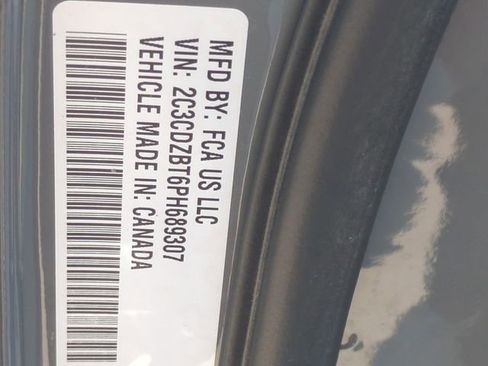 MFD BY: FCA US LLC
VIN: 2C3CDZBT6PH689307
VEHICLE MADE IN: CANADA